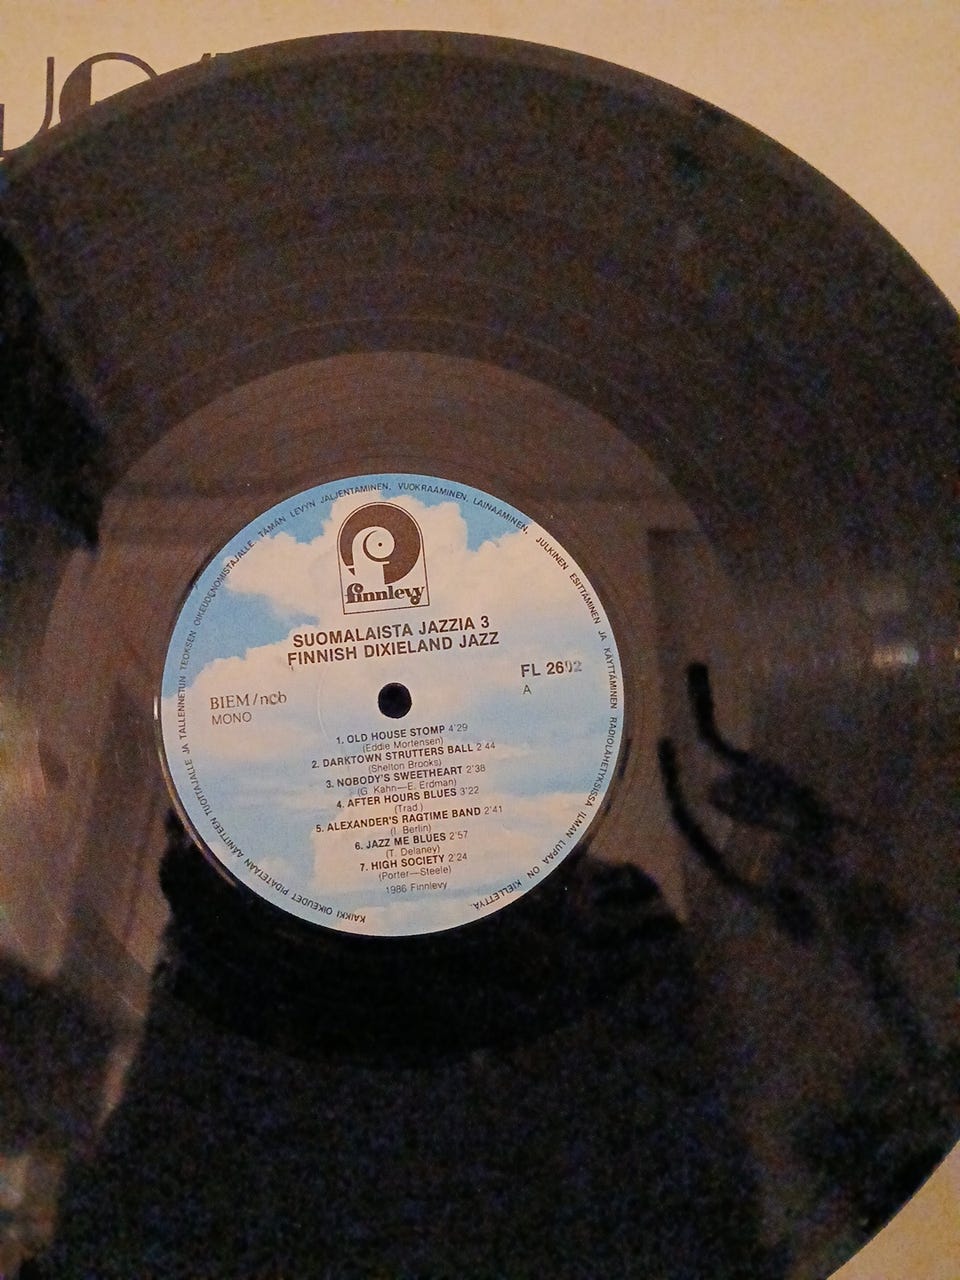 KAIKKI OIKEUDET PIDÄTETÄÄN ÄÄNITTEEN TUOTTAJALLE JA TALLENNETUN TEOKSEN OIKEUDENOMISTAJALLE. TÄMÄN LEVYN JÄLJENTÄMINEN, VUOKRAAMINEN, LAINAAMINEN, JULKINEN ESITTÄMINEN JA KÄYTTÄMINEN RADIOLÄHETYKSISSÄ ILMAN LUPAA ON KIELLETTYÄ.
finnlevy
SUOMALAISTA JAZZIA 3
FINNISH DIXIELAND JAZZ
FL 2692
A
BIEM/ncb
MONO
1. OLD HOUSE STOMP 4'29
(Eddie Mortensen)
2. DARKTOWN STRUTTERS BALL 2'44
(Shelton Brooks)
3. NOBODY'S SWEETHEART 2'38
(G. Kahn—E. Erdman)
4. AFTER HOURS BLUES 3'22
(Trad.)
5. ALEXANDER'S RAGTIME BAND 2'41
(I. Berlin)
6. JAZZ ME BLUES 2'57
(T. Delaney)
7. HIGH SOCIETY 2'24
(Porter—Steele)
1986 Finnlevy